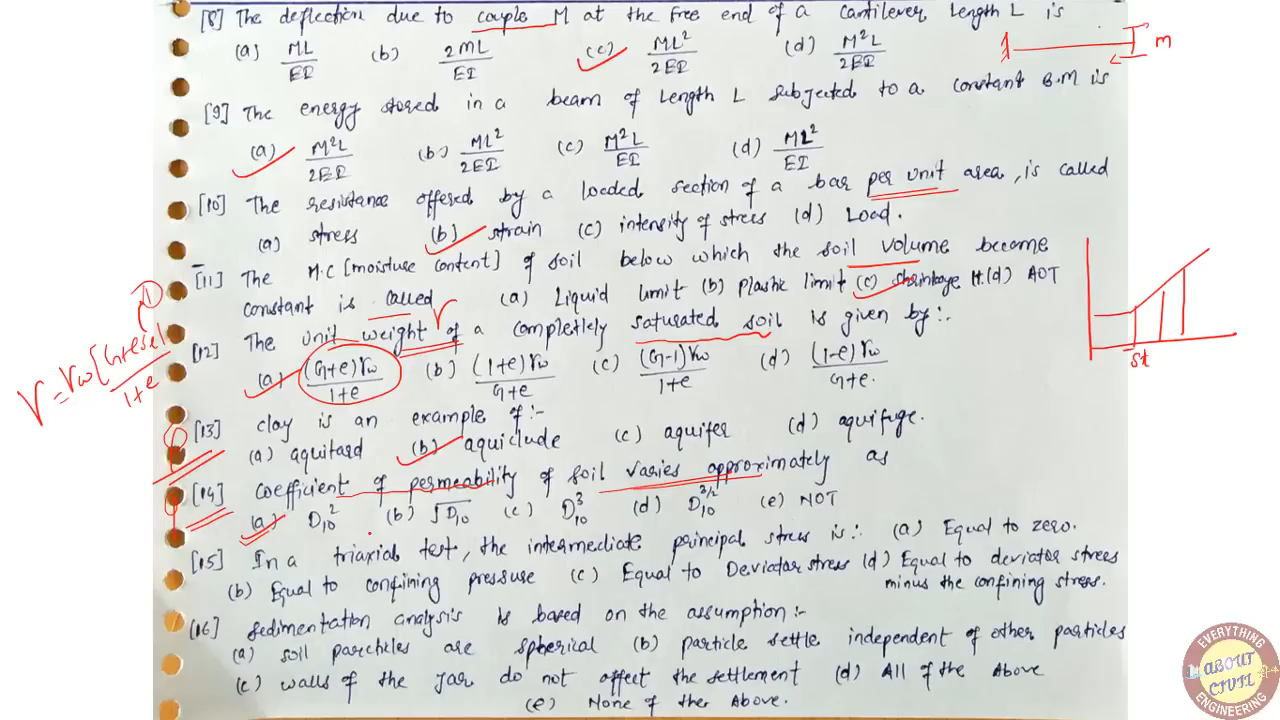 [8] The deflection due to couple M at the free end of a cantilever length L is
(a) ML/EI (b) 2ML/EI (c) ML²/2EI (d) M²L/2EI
m
[9] The energy stored in a beam of length L subjected to a constant B.M is
(a) M²L/2EI (b) ML²/2EI (c) M²L/EI (d) ML²/EI
[10] The resistance offered by a loaded section of a bar per unit area, is called
(a) stress (b) strain (c) intensity of stress (d) Load.
[11] The M.C [moisture content] of soil below which the soil volume become
constant is called (a) Liquid limit (b) plastic limit (c) shrinkage lt. (d) AOT
[12] The unit weight of a completely saturated soil is given by:-
(a) (G+e)γw/1+e (b) (1+e)γw/G+e (c) (G-1)γw/1+e (d) (1-e)γw/G+e.
γ = γw[G+esr]/1+e
1
SL
[13] clay is an example of:-
(a) aquitard (b) aquiclude (c) aquifer (d) aquifuge.
[14] coefficient of permeability of soil varies approximately as
(a) D₁₀² (b) √D₁₀ (c) D₁₀³ (d) D₁₀^3/2 (e) NOT
[15] In a triaxial test, the intermediate principal stress is:. (a) Equal to zero.
(b) Equal to confining pressure (c) Equal to Deviator stress (d) Equal to deviator stress
minus the confining stress.
[16] sedimentation analysis is based on the assumption:-
(a) soil parcticles are spherical (b) particle settle independent of other particles
(c) walls of the jar do not affect the settlement (d) All of the Above
(e) None of ther Above.
EVERYTHING
ABOUT
CIVIL
ENGINEERING